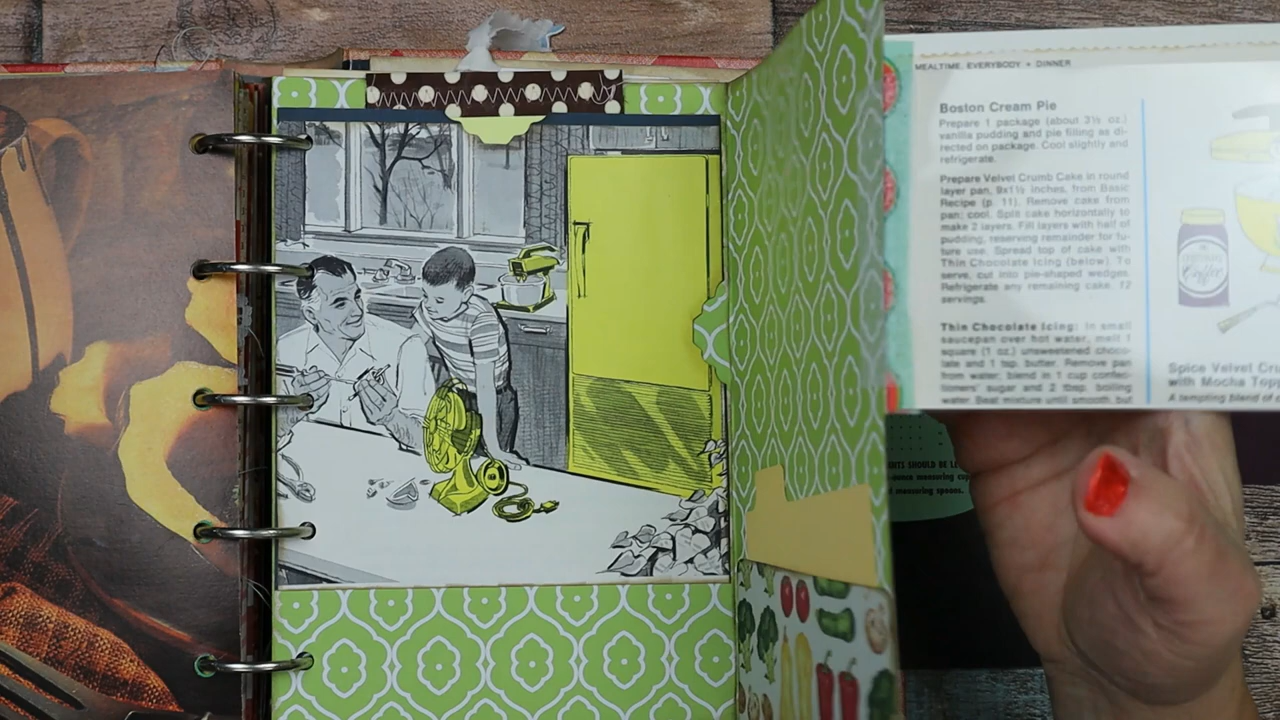 MEALTIME, EVERYBODY • DINNER
Boston Cream Pie
Prepare 1 package (about 3½ oz.)
vanilla pudding and pie filling as di-
rected on package. Cool slightly and
refrigerate.
Prepare Velvet Crumb Cake in round
layer pan, 9x1½ inches, from Basic
Recipe (p. 11). Remove cake from
pan; cool. Split cake horizontally to
make 2 layers. Fill layers with half of
pudding, reserving remainder for fu-
ture use. Spread top of cake with
Thin Chocolate Icing (below). To
serve, cut into pie-shaped wedges.
Refrigerate any remaining cake. 12
servings.
Thin Chocolate Icing: In small
saucepan over hot water, melt 1
square (1 oz.) unsweetened choco-
late and 1 tsp. butter. Remove pan
from water; blend in 1 cup confec-
tioners' sugar and 2 tbsp. boiling
water. Beat mixture until smooth, but
Coffee
Spice Velvet Cru
with Mocha Topp
A tempting blend of
SHOULD BE
measuring
measuring spoons.